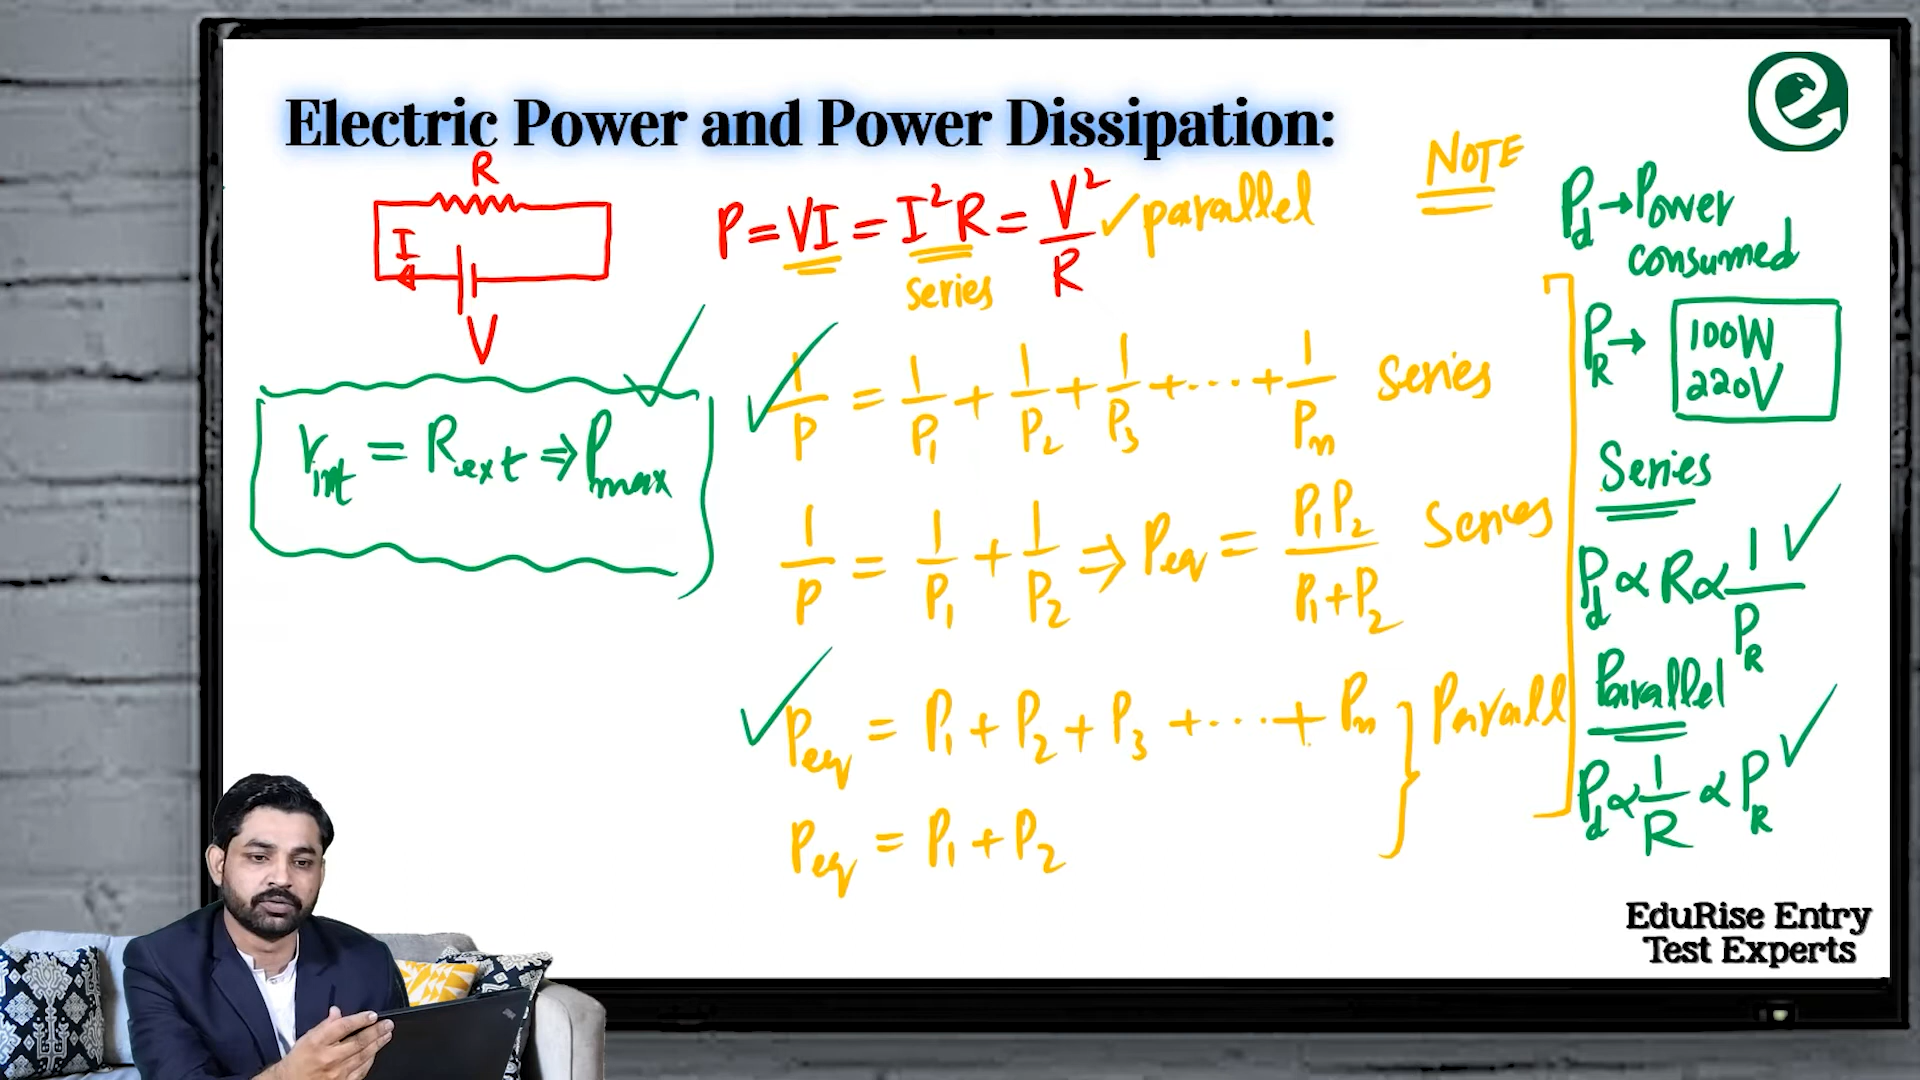 Electric Power and Power Dissipation:
R
I
V
P = VI = I²R = V²/R ✓ parallel
series
NOTE
P_d → Power
consumed
P_R → 100W
220V
r_int = R_ext ⇒ P_max
1/P = 1/P₁ + 1/P₂ + 1/P₃ + ... + 1/P_n Series
1/P = 1/P₁ + 1/P₂ ⇒ P_eq = P₁P₂/P₁+P₂ Series
P_eq = P₁ + P₂ + P₃ + ... + P_n } Parall
P_eq = P₁ + P₂
Series
P_d ∝ R ∝ 1/P_R
Parallel
P_d ∝ 1/R ∝ P_R
EduRise Entry
Test Experts